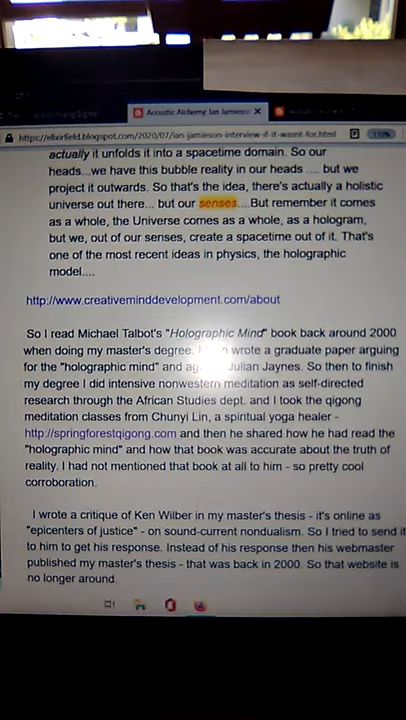 Acoustic Alchemy: Ian Jamieson
https://elixirfield.blogspot.com/2020/07/ian-jamieson-interview-if-it-wasnt-for.html
110%
actually it unfolds it into a spacetime domain. So our
heads...we have this bubble reality in our heads .... but we
project it outwards. So that's the idea, there's actually a holistic
universe out there... but our senses....But remember it comes
as a whole, the Universe comes as a whole, as a hologram,
but we, out of our senses, create a spacetime out of it. That's
one of the most recent ideas in physics, the holographic
model....
http://www.creativeminddevelopment.com/about
So I read Michael Talbot's "Holographic Mind" book back around 2000
when doing my master's degree. I wrote a graduate paper arguing
for the "holographic mind" and Julian Jaynes. So then to finish
my degree I did intensive nonwestern meditation as self-directed
research through the African Studies dept. and I took the qigong
meditation classes from Chunyi Lin, a spiritual yoga healer -
http://springforestqigong.com and then he shared how he had read the
"holographic mind" and how that book was accurate about the truth of
reality. I had not mentioned that book at all to him - so pretty cool
corroboration.
I wrote a critique of Ken Wilber in my master's thesis - it's online as
"epicenters of justice" - on sound-current nondualism. So I tried to send it
to him to get his response. Instead of his response then his webmaster
published my master's thesis - that was back in 2000. So that website is
no longer around.